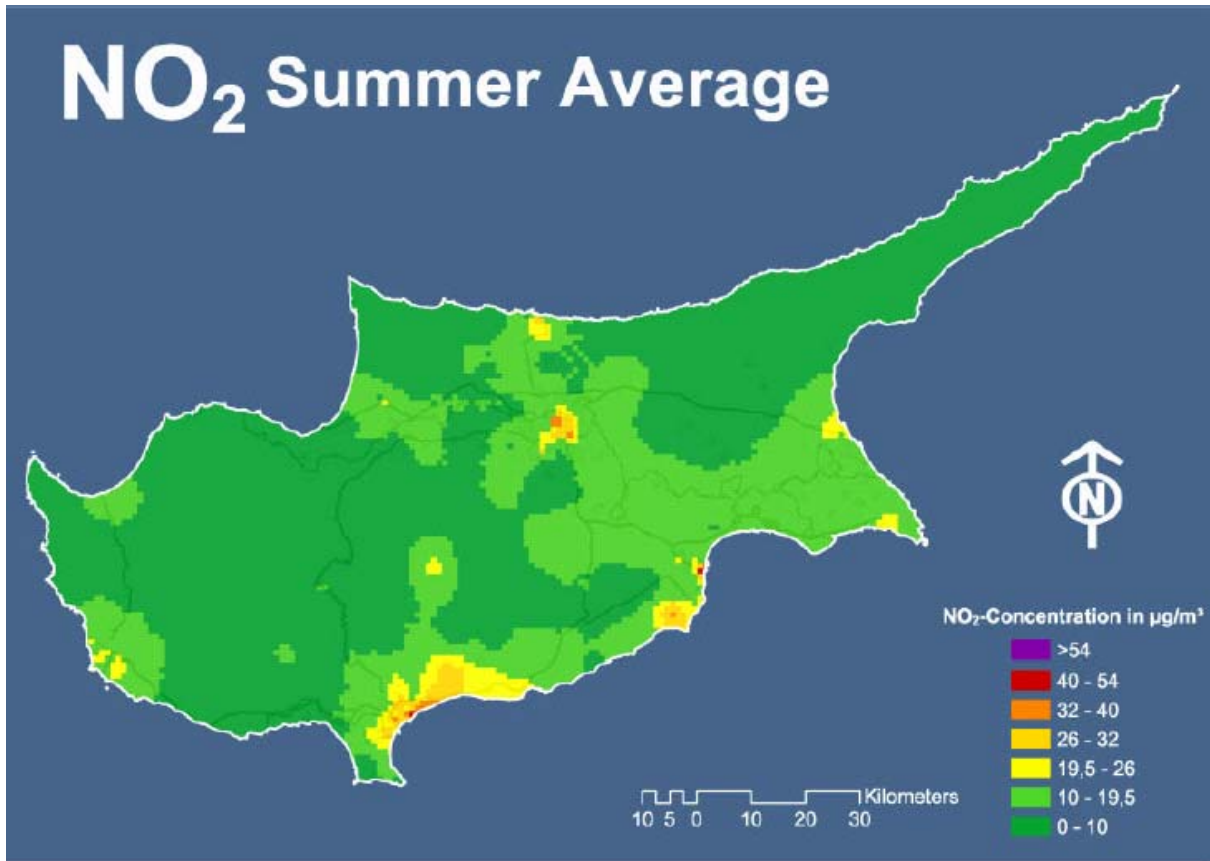 NO₂ Summer Average
N
NO₂-Concentration in µg/m³
>54
40 - 54
32 - 40
26 - 32
19,5 - 26
10 - 19,5
0 - 10
Kilometers
10 5 0 10 20 30